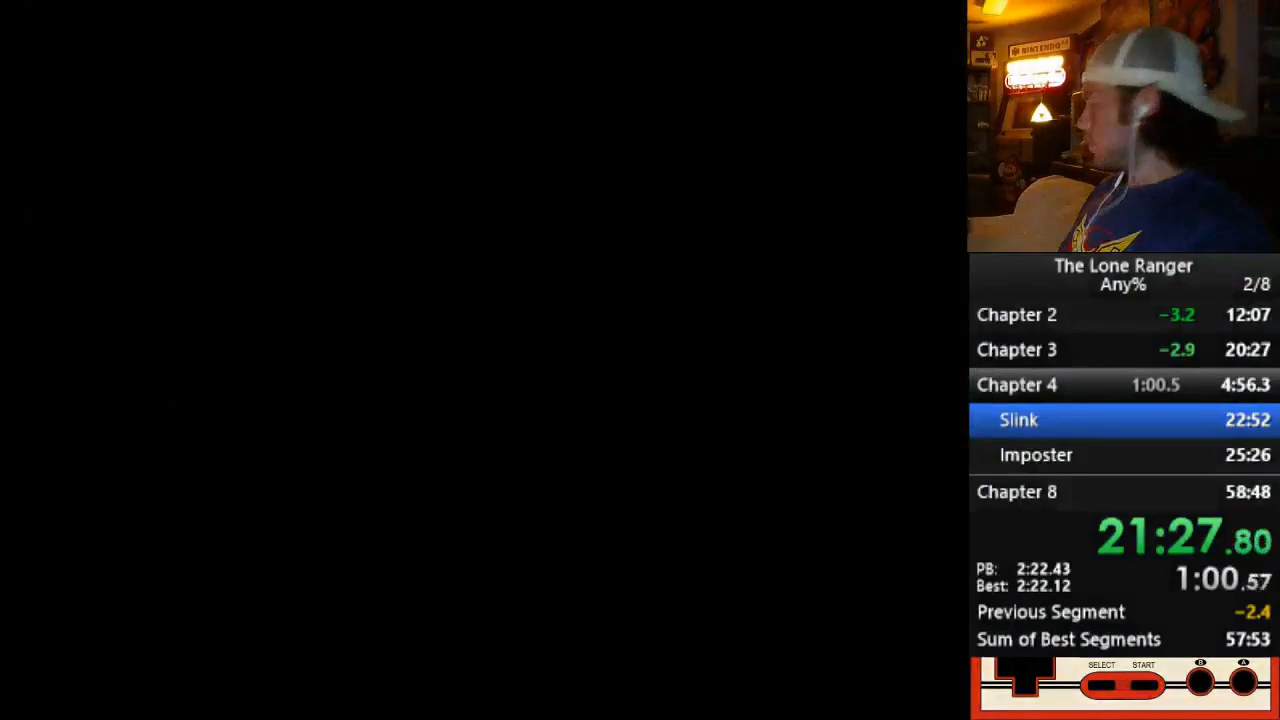 NINTENDO
The Lone Ranger
Any% 2/8
Chapter 2 -3.2 12:07
Chapter 3 -2.9 20:27
Chapter 4 1:00.5 4:56.3
Slink 22:52
Imposter 25:26
Chapter 8 58:48
21:27.80
PB: 2:22.43
Best: 2:22.12
1:00.57
Previous Segment -2.4
Sum of Best Segments 57:53
SELECT START B A